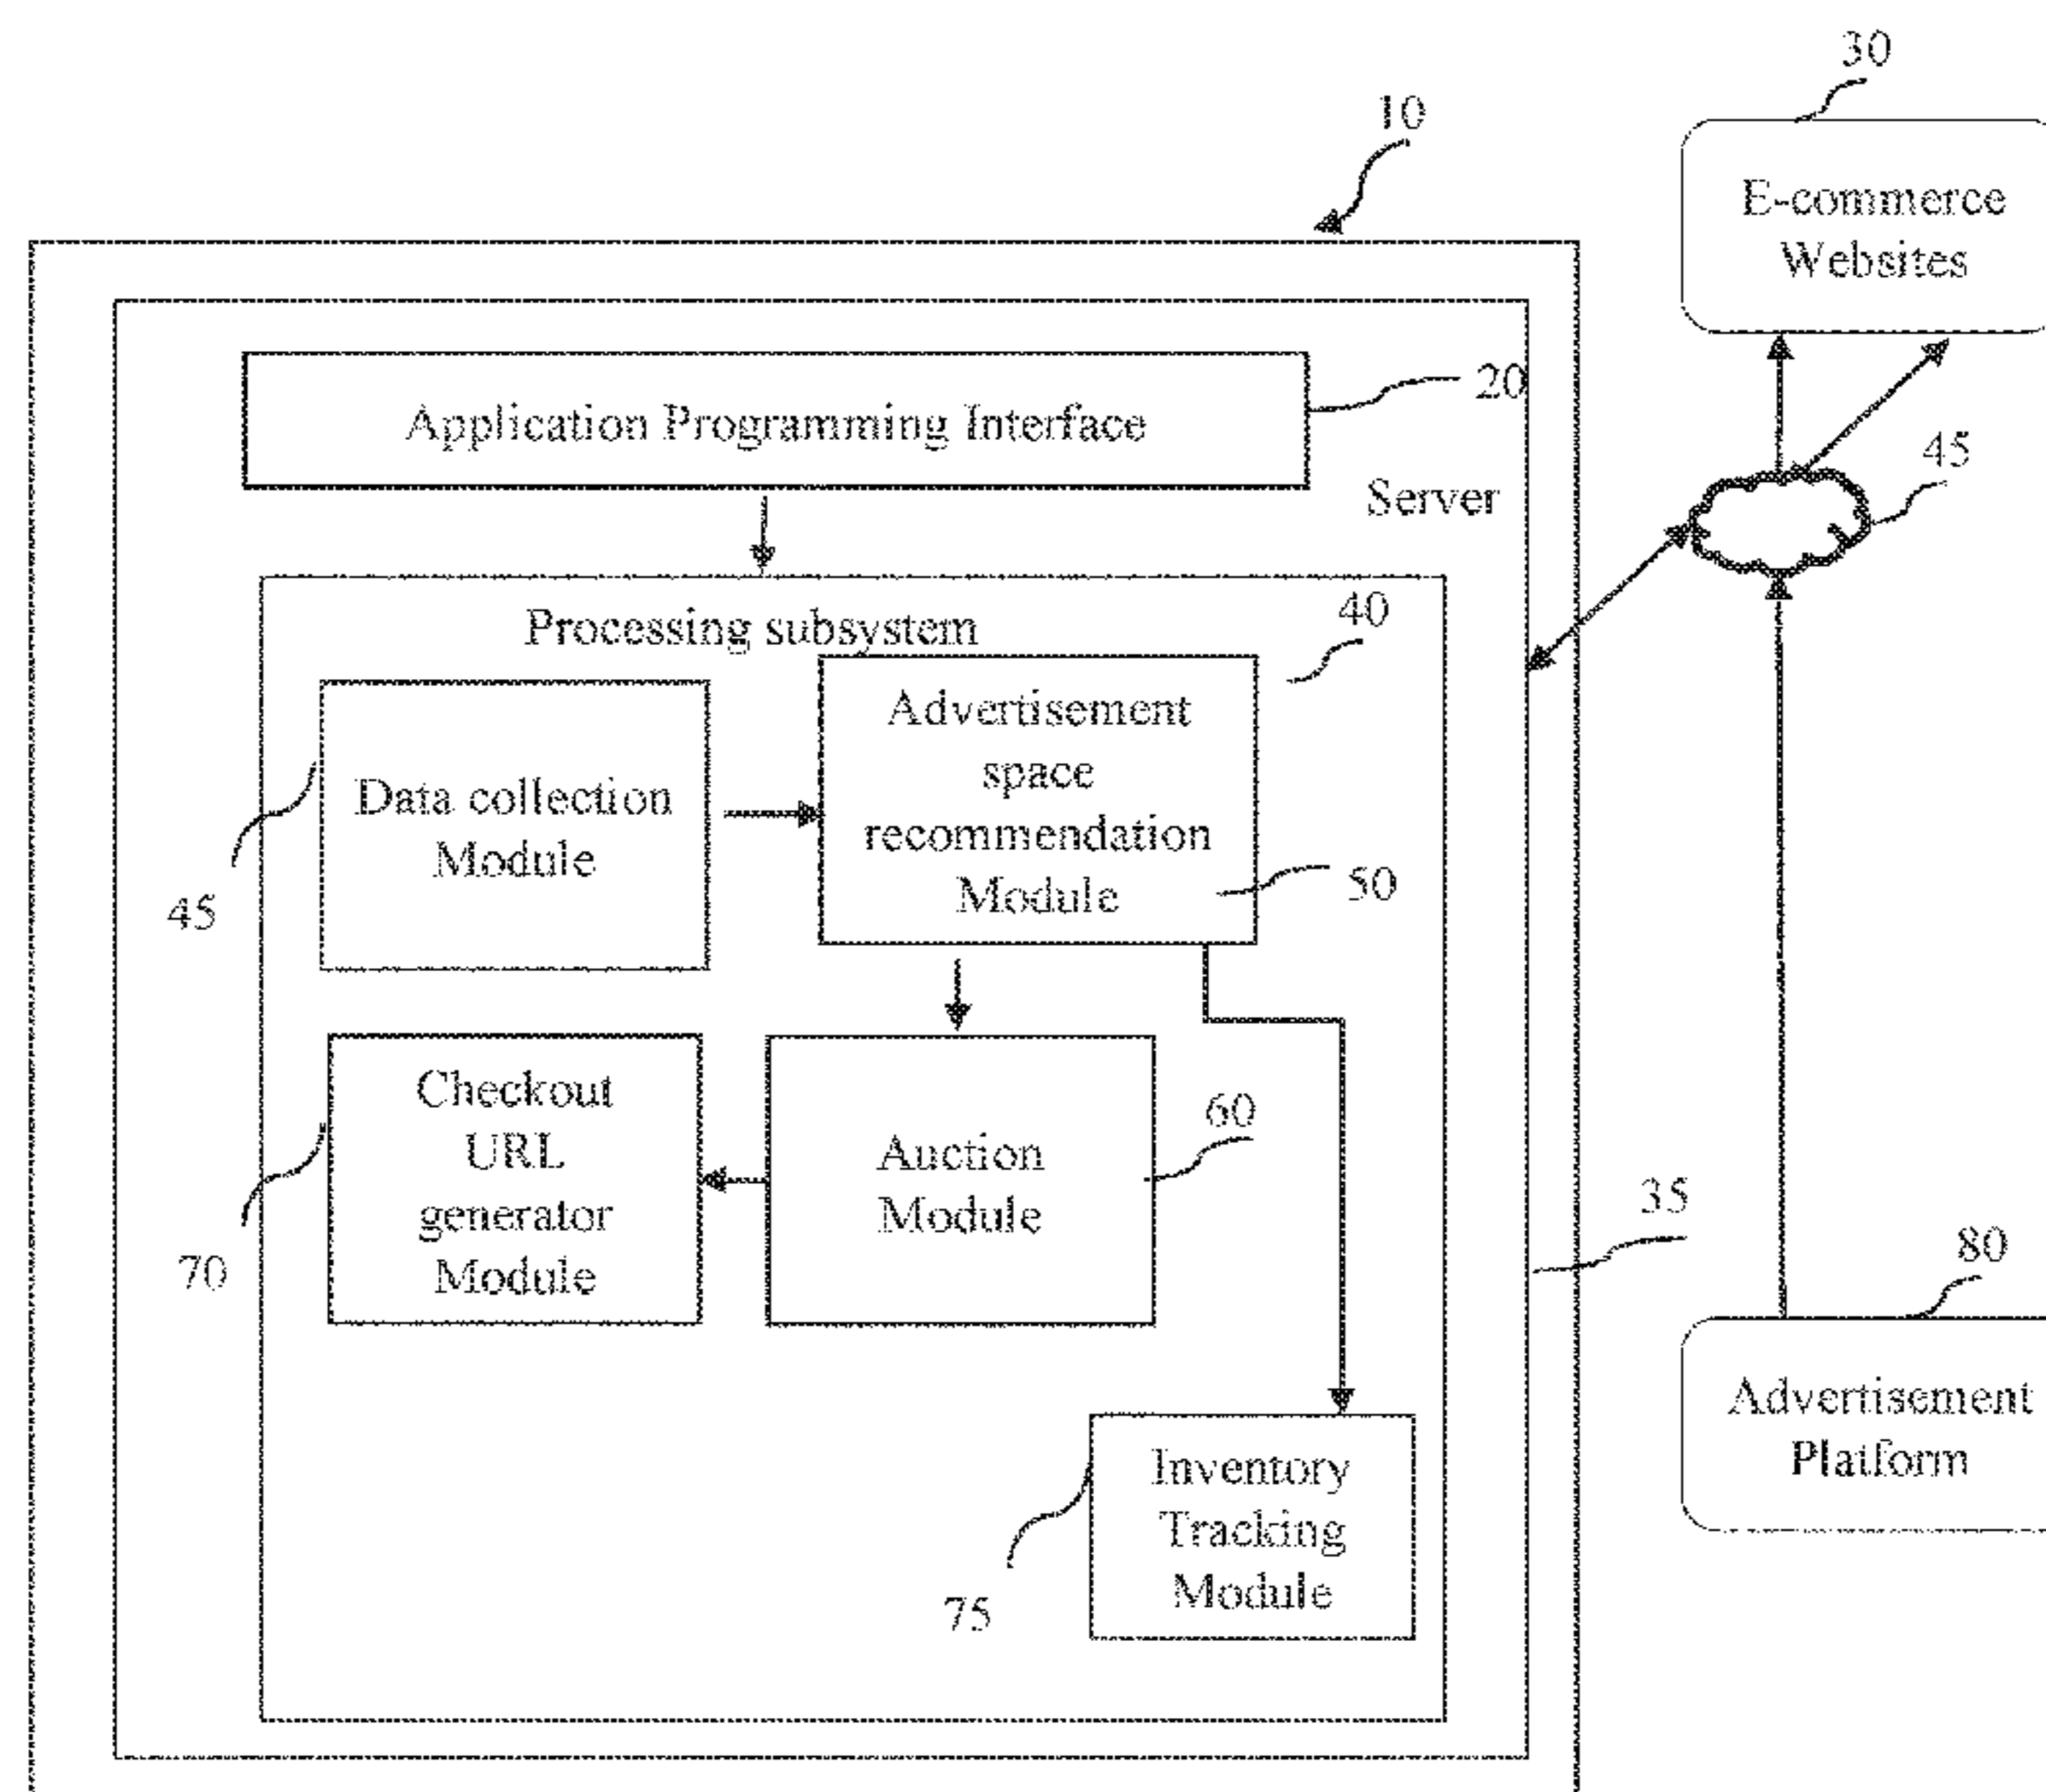 30
10
E-commerce
Websites
20
Application Programming Interface
45
Server
40
Processing subsystem
Advertisement
space
recommendation
Module
Data collection
Module
50
45
Checkout
URL
generator
Module
60
Auction
Module
35
70
80
Advertisement
Platform
Inventory
Tracking
Module
75